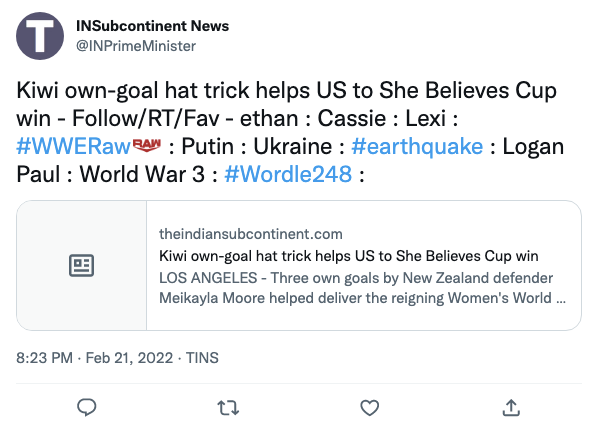 T
INSubcontinent News
@INPrimeMinister
Kiwi own-goal hat trick helps US to She Believes Cup
win - Follow/RT/Fav - ethan : Cassie : Lexi :
#WWERaw RAW : Putin : Ukraine : #earthquake : Logan
Paul : World War 3 : #Wordle248 :
theindiansubcontinent.com
Kiwi own-goal hat trick helps US to She Believes Cup win
LOS ANGELES - Three own goals by New Zealand defender
Meikayla Moore helped deliver the reigning Women's World ...
8:23 PM · Feb 21, 2022 · TINS